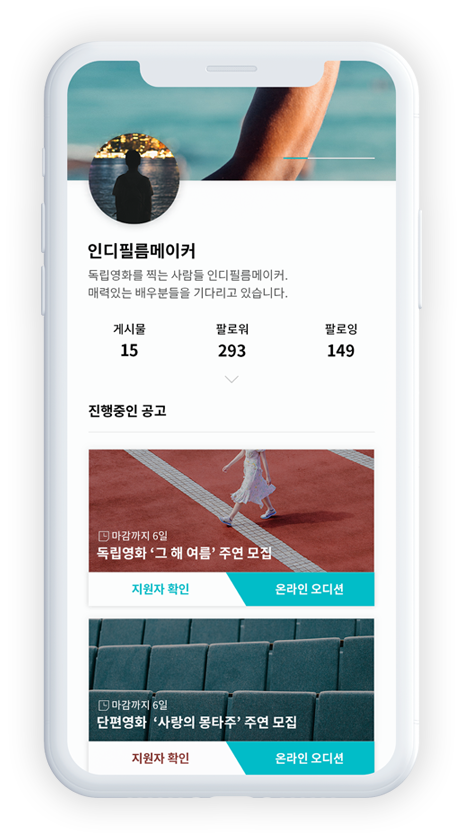 인디필름메이커
독립영화를 찍는 사람들 인디필름메이커.
매력있는 배우분들을 기다리고 있습니다.
게시물 팔로워 팔로잉
15 293 149
진행중인 공고
마감까지 6일
독립영화 ‘그 해 여름’ 주연 모집
지원자 확인 온라인 오디션
마감까지 6일
단편영화 ‘사랑의 몽타주’ 주연 모집
지원자 확인 온라인 오디션